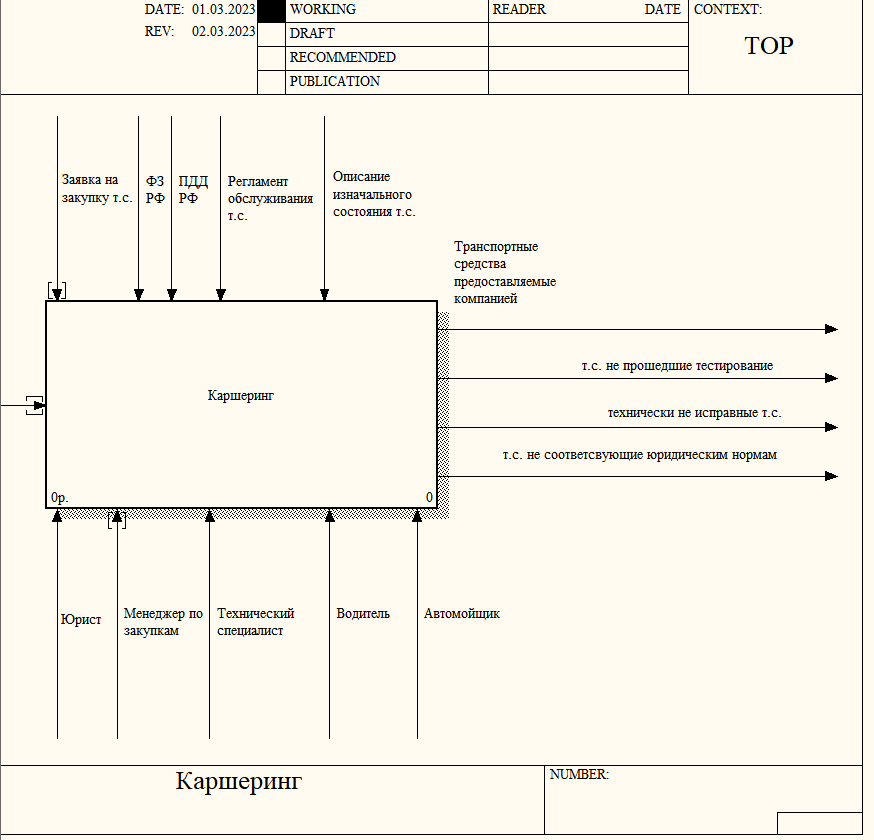 DATE: 01.03.2023
REV: 02.03.2023
WORKING
DRAFT
RECOMMENDED
PUBLICATION
READER DATE
CONTEXT:
TOP
Заявка на
закупку т.с.
ФЗ
РФ
ПДД
РФ
Регламент
обслуживания
т.с.
Описание
изначального
состояния т.с.
Транспортные
средства
предоставляемые
компанией
т.с. не прошедшие тестирование
технически не исправные т.с.
т.с. не соответсвующие юридическим нормам
Каршеринг
0р. 0
Юрист
Менеджер по
закупкам
Технический
специалист
Водитель
Автомойщик
Каршеринг
NUMBER: